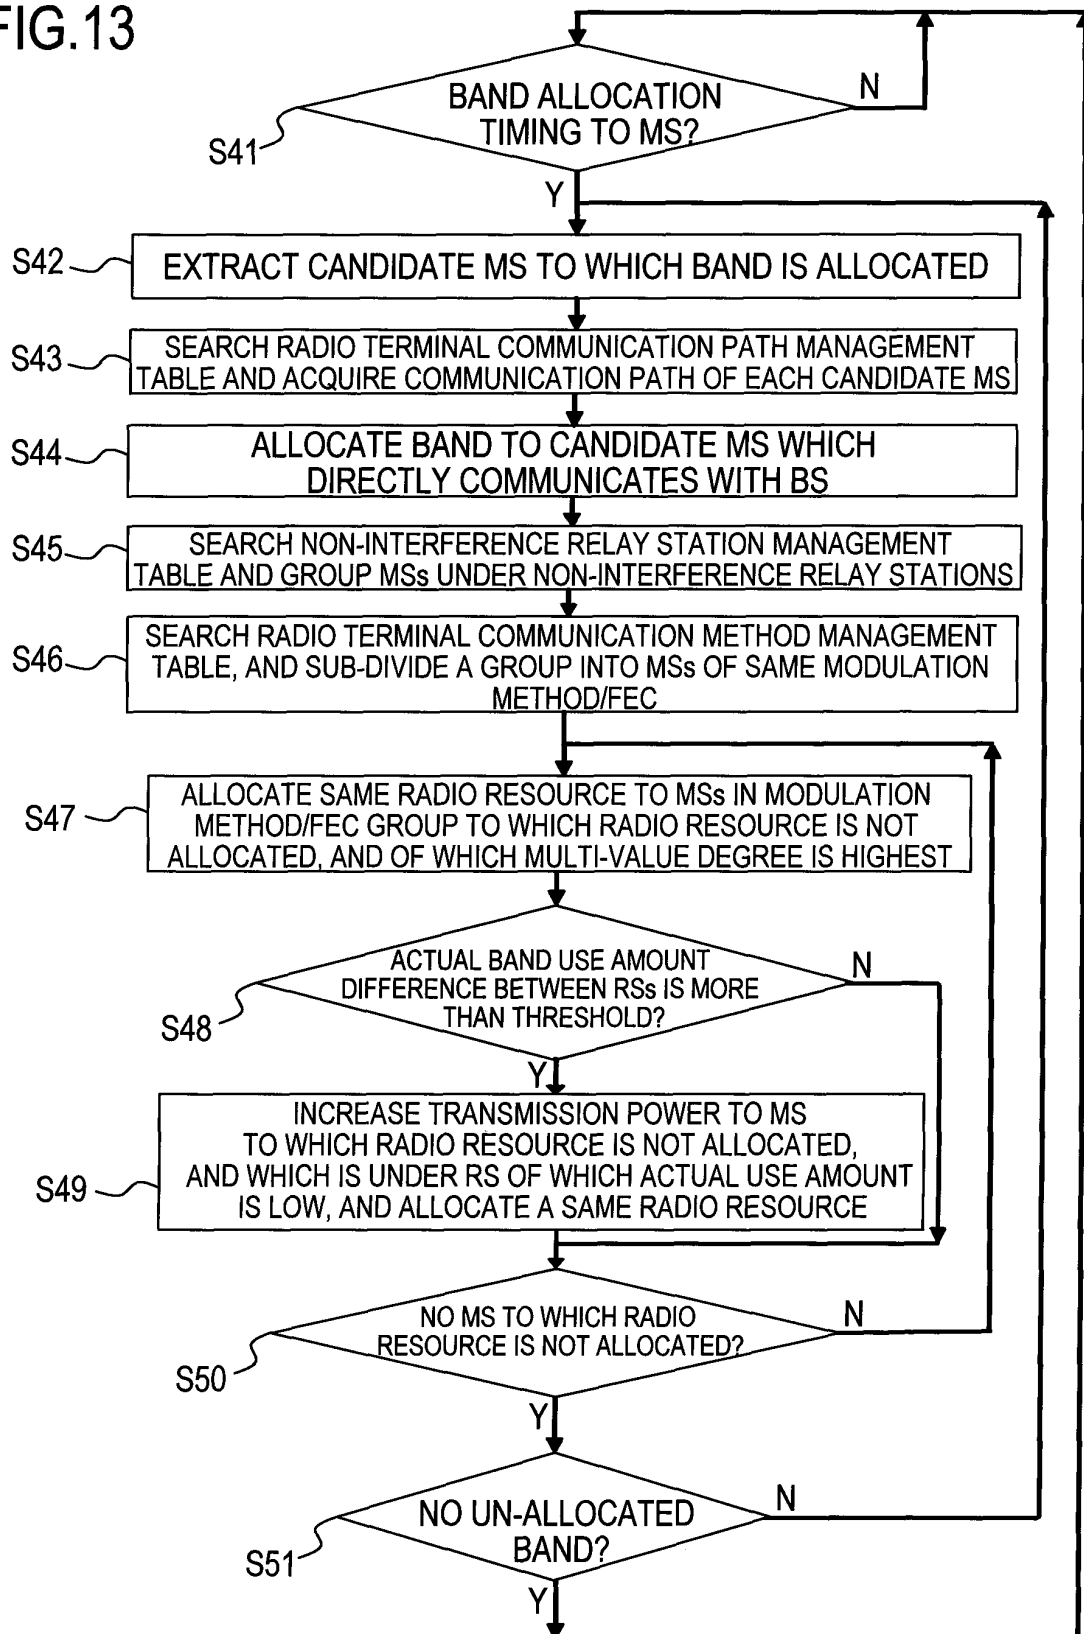 FIG.13
BAND ALLOCATION
TIMING TO MS?
N
S41
Y
S42
EXTRACT CANDIDATE MS TO WHICH BAND IS ALLOCATED
S43
SEARCH RADIO TERMINAL COMMUNICATION PATH MANAGEMENT
TABLE AND ACQUIRE COMMUNICATION PATH OF EACH CANDIDATE MS
S44
ALLOCATE BAND TO CANDIDATE MS WHICH
DIRECTLY COMMUNICATES WITH BS
S45
SEARCH NON-INTERFERENCE RELAY STATION MANAGEMENT
TABLE AND GROUP MSs UNDER NON-INTERFERENCE RELAY STATIONS
S46
SEARCH RADIO TERMINAL COMMUNICATION METHOD MANAGEMENT
TABLE, AND SUB-DIVIDE A GROUP INTO MSs OF SAME MODULATION
METHOD/FEC
S47
ALLOCATE SAME RADIO RESOURCE TO MSs IN MODULATION
METHOD/FEC GROUP TO WHICH RADIO RESOURCE IS NOT
ALLOCATED, AND OF WHICH MULTI-VALUE DEGREE IS HIGHEST
ACTUAL BAND USE AMOUNT
DIFFERENCE BETWEEN RSs IS MORE
THAN THRESHOLD?
N
S48
Y
S49
INCREASE TRANSMISSION POWER TO MS
TO WHICH RADIO RESOURCE IS NOT ALLOCATED,
AND WHICH IS UNDER RS OF WHICH ACTUAL USE AMOUNT
IS LOW, AND ALLOCATE A SAME RADIO RESOURCE
NO MS TO WHICH RADIO
RESOURCE IS NOT ALLOCATED?
N
S50
Y
NO UN-ALLOCATED
BAND?
N
S51
Y